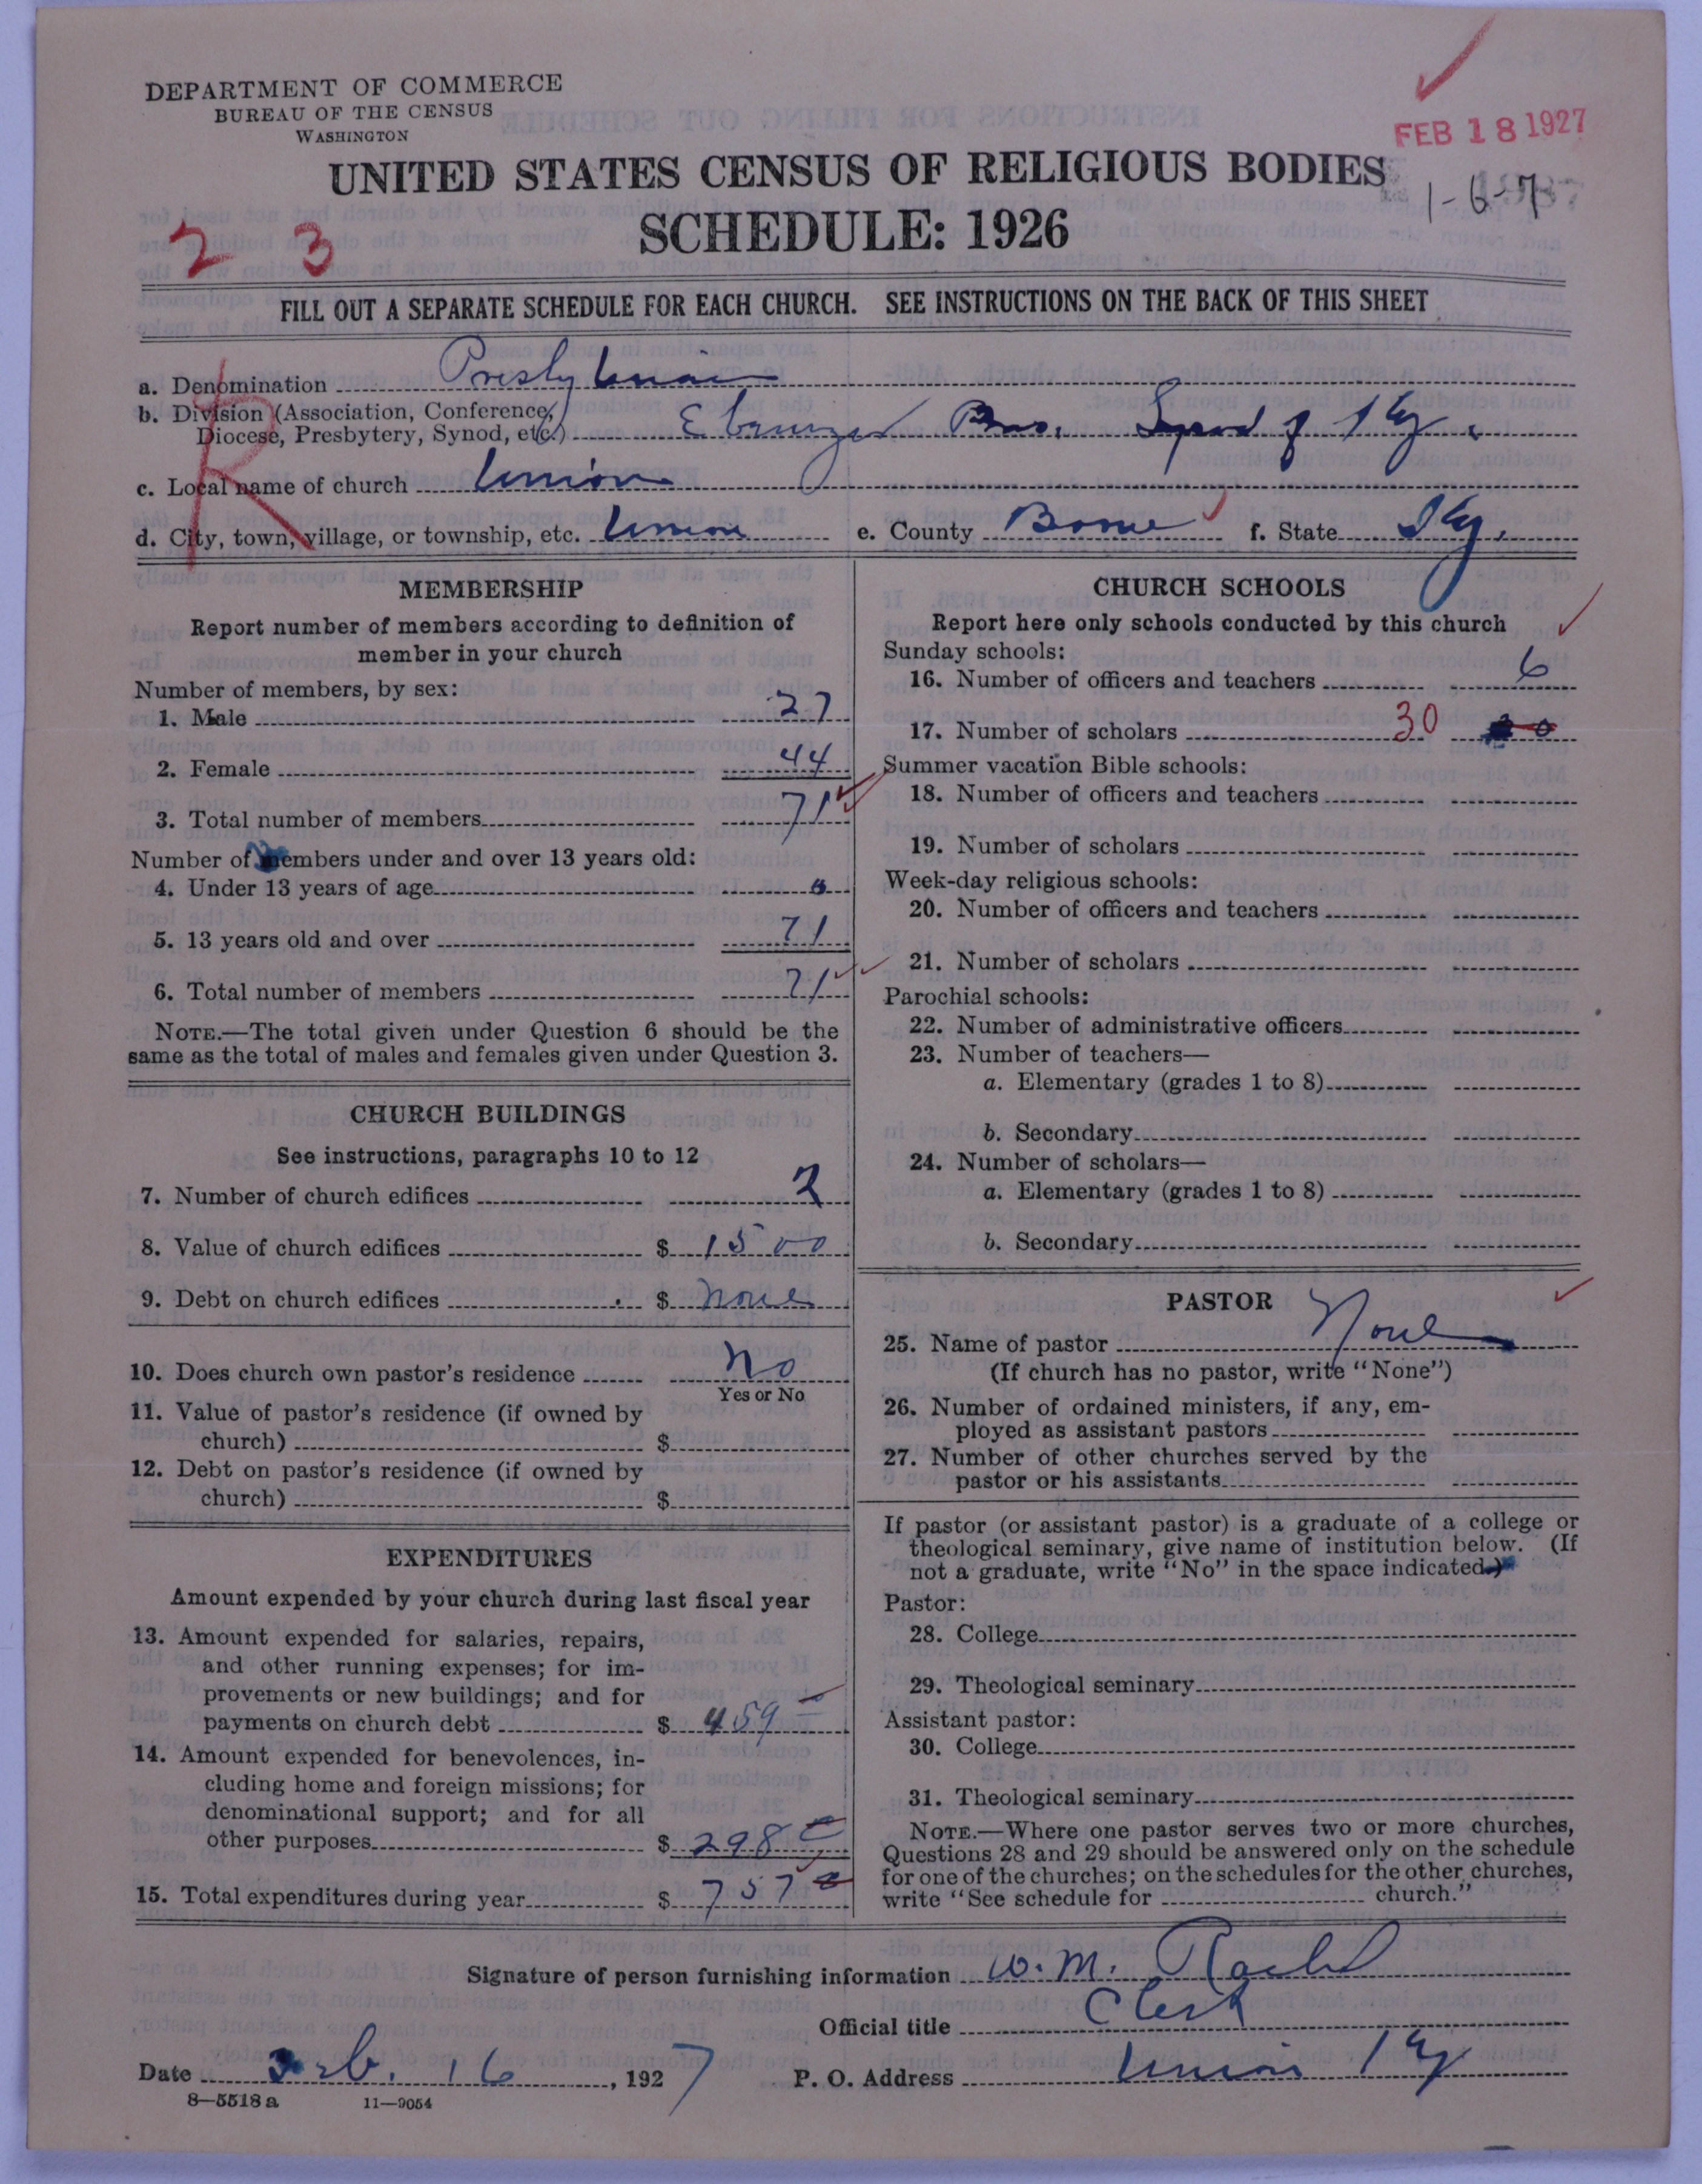 DEPARTMENT OF COMMERCE
BUREAU OF THE CENSUS
WASHINGTON
FEB 18 1927
UNITED STATES CENSUS OF RELIGIOUS BODIES
1-6-7
SCHEDULE: 1926
2 3
FILL OUT A SEPARATE SCHEDULE FOR EACH CHURCH. SEE INSTRUCTIONS ON THE BACK OF THIS SHEET
R
a. Denomination Presbyterian
b. Division (Association, Conference,
Diocese, Presbytery, Synod, etc.) Ebenezer Pres. Synod of Ky.
c. Local name of church Union
d. City, town, village, or township, etc. Union e. County Boone f. State Ky.
MEMBERSHIP
Report number of members according to definition of
member in your church
Number of members, by sex:
1. Male 27
2. Female 44
3. Total number of members 71
Number of members under and over 13 years old:
4. Under 13 years of age 0
5. 13 years old and over 71
6. Total number of members 71
NOTE.—The total given under Question 6 should be the
same as the total of males and females given under Question 3.
CHURCH BUILDINGS
See instructions, paragraphs 10 to 12
7. Number of church edifices 2
8. Value of church edifices $ 1500
9. Debt on church edifices $ none
10. Does church own pastor's residence No
Yes or No
11. Value of pastor's residence (if owned by
church) $
12. Debt on pastor's residence (if owned by
church) $
EXPENDITURES
Amount expended by your church during last fiscal year
13. Amount expended for salaries, repairs,
and other running expenses; for im-
provements or new buildings; and for
payments on church debt $ 459
14. Amount expended for benevolences, in-
cluding home and foreign missions; for
denominational support; and for all
other purposes $ 298
15. Total expenditures during year $ 757
CHURCH SCHOOLS
Report here only schools conducted by this church
Sunday schools:
16. Number of officers and teachers 6
17. Number of scholars 30
Summer vacation Bible schools:
18. Number of officers and teachers
19. Number of scholars
Week-day religious schools:
20. Number of officers and teachers
21. Number of scholars
Parochial schools:
22. Number of administrative officers
23. Number of teachers—
a. Elementary (grades 1 to 8)
b. Secondary
24. Number of scholars—
a. Elementary (grades 1 to 8)
b. Secondary
PASTOR
25. Name of pastor None
(If church has no pastor, write "None")
26. Number of ordained ministers, if any, em-
ployed as assistant pastors
27. Number of other churches served by the
pastor or his assistants
If pastor (or assistant pastor) is a graduate of a college or
theological seminary, give name of institution below. (If
not a graduate, write "No" in the space indicated.)
Pastor:
28. College
29. Theological seminary
Assistant pastor:
30. College
31. Theological seminary
NOTE.—Where one pastor serves two or more churches,
Questions 28 and 29 should be answered only on the schedule
for one of the churches; on the schedules for the other churches,
write "See schedule for church."
Signature of person furnishing information W. M. Rachel
Official title Clerk
Date Feb. 16, 1927 P. O. Address Union Ky
8—5518 a 11—9054